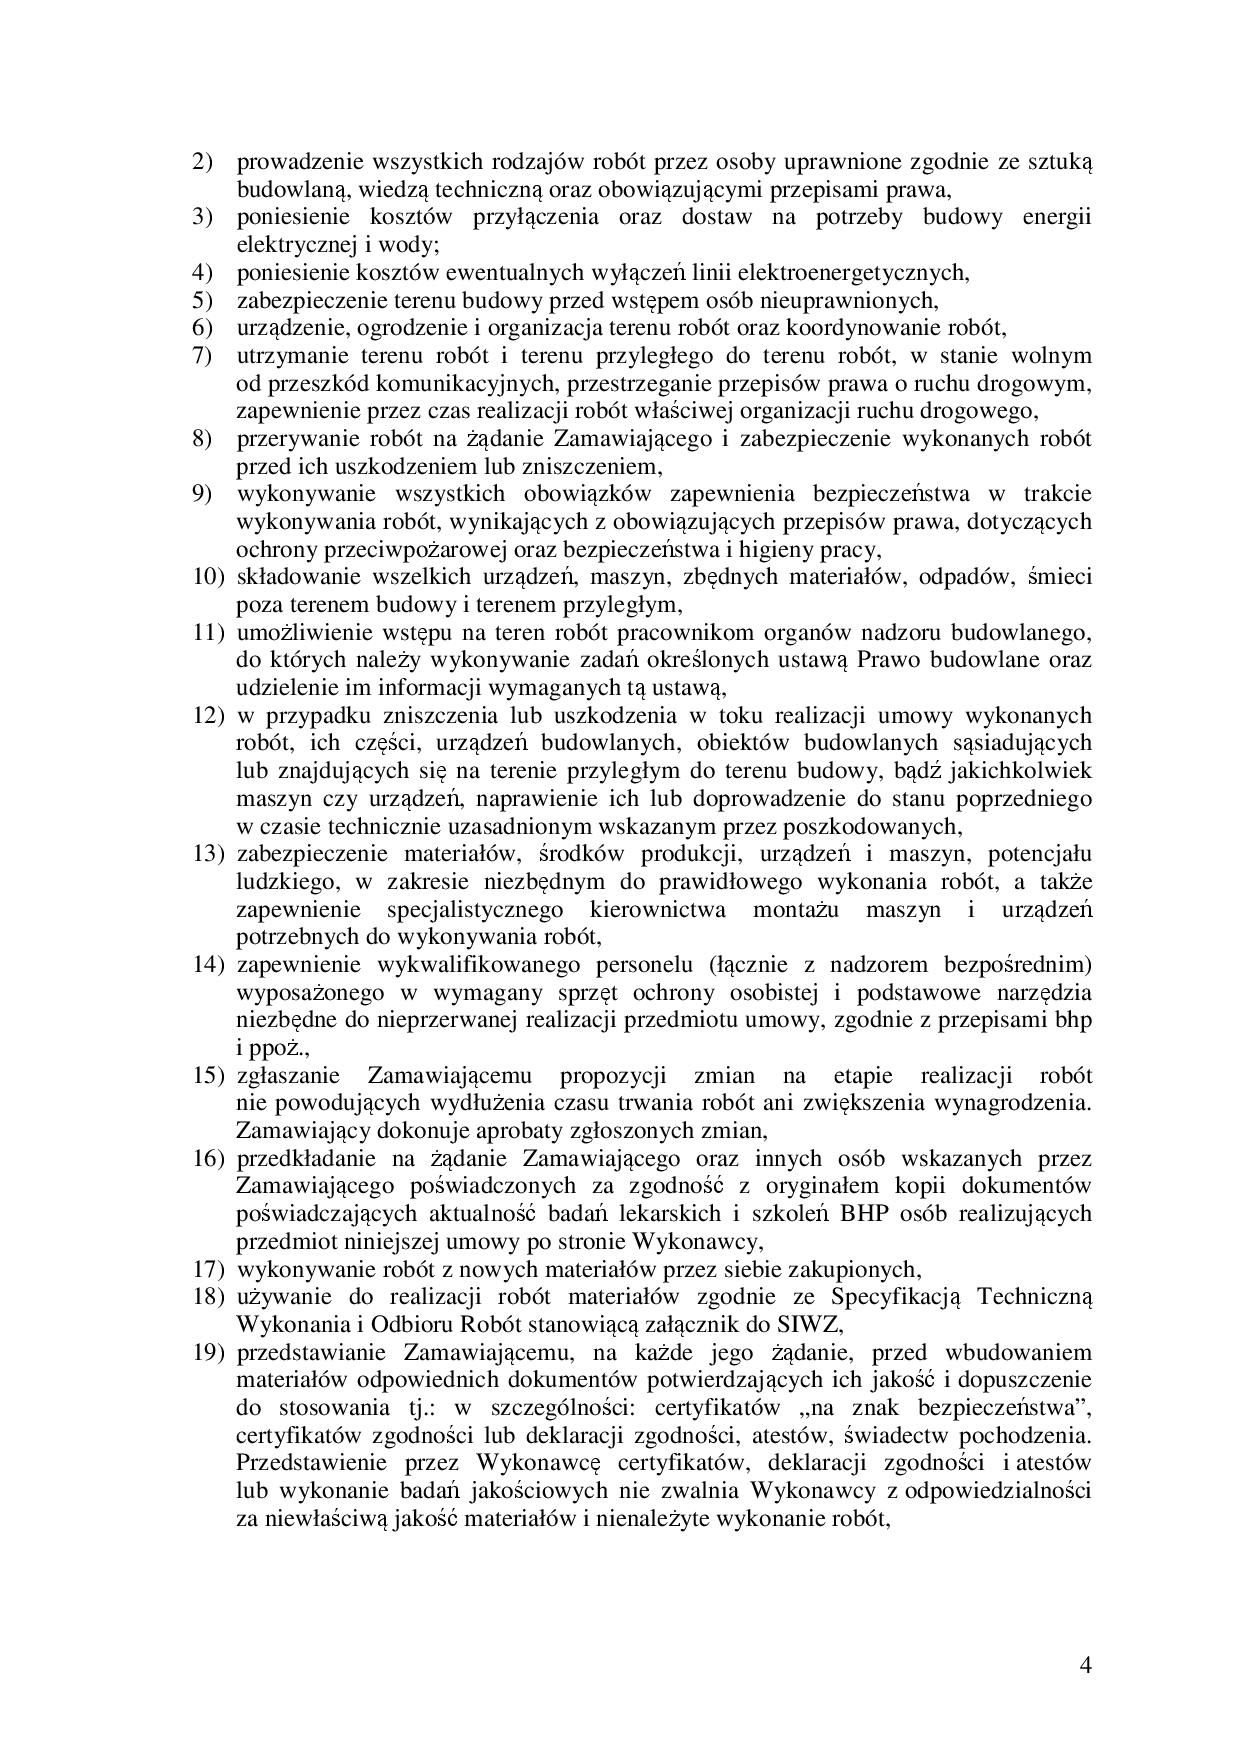 2) prowadzenie wszystkich rodzajów robót przez osoby uprawnione zgodnie ze sztuką
budowlaną, wiedzą techniczną oraz obowiązującymi przepisami prawa,
3) poniesienie kosztów przyłączenia oraz dostaw na potrzeby budowy energii
elektrycznej i wody;
4) poniesienie kosztów ewentualnych wyłączeń linii elektroenergetycznych,
5) zabezpieczenie terenu budowy przed wstępem osób nieuprawnionych,
6) urządzenie, ogrodzenie i organizacja terenu robót oraz koordynowanie robót,
7) utrzymanie terenu robót i terenu przyległego do terenu robót, w stanie wolnym
od przeszkód komunikacyjnych, przestrzeganie przepisów prawa o ruchu drogowym,
zapewnienie przez czas realizacji robót właściwej organizacji ruchu drogowego,
8) przerywanie robót na żądanie Zamawiającego i zabezpieczenie wykonanych robót
przed ich uszkodzeniem lub zniszczeniem,
9) wykonywanie wszystkich obowiązków zapewnienia bezpieczeństwa w trakcie
wykonywania robót, wynikających z obowiązujących przepisów prawa, dotyczących
ochrony przeciwpożarowej oraz bezpieczeństwa i higieny pracy,
10) składowanie wszelkich urządzeń, maszyn, zbędnych materiałów, odpadów, śmieci
poza terenem budowy i terenem przyległym,
11) umożliwienie wstępu na teren robót pracownikom organów nadzoru budowlanego,
do których należy wykonywanie zadań określonych ustawą Prawo budowlane oraz
udzielenie im informacji wymaganych tą ustawą,
12) w przypadku zniszczenia lub uszkodzenia w toku realizacji umowy wykonanych
robót, ich części, urządzeń budowlanych, obiektów budowlanych sąsiadujących
lub znajdujących się na terenie przyległym do terenu budowy, bądź jakichkolwiek
maszyn czy urządzeń, naprawienie ich lub doprowadzenie do stanu poprzedniego
w czasie technicznie uzasadnionym wskazanym przez poszkodowanych,
13) zabezpieczenie materiałów, środków produkcji, urządzeń i maszyn, potencjału
ludzkiego, w zakresie niezbędnym do prawidłowego wykonania robót, a także
zapewnienie specjalistycznego kierownictwa montażu maszyn i urządzeń
potrzebnych do wykonywania robót,
14) zapewnienie wykwalifikowanego personelu (łącznie z nadzorem bezpośrednim)
wyposażonego w wymagany sprzęt ochrony osobistej i podstawowe narzędzia
niezbędne do nieprzerwanej realizacji przedmiotu umowy, zgodnie z przepisami bhp
i ppoż.,
15) zgłaszanie Zamawiającemu propozycji zmian na etapie realizacji robót
nie powodujących wydłużenia czasu trwania robót ani zwiększenia wynagrodzenia.
Zamawiający dokonuje aprobaty zgłoszonych zmian,
16) przedkładanie na żądanie Zamawiającego oraz innych osób wskazanych przez
Zamawiającego poświadczonych za zgodność z oryginałem kopii dokumentów
poświadczających aktualność badań lekarskich i szkoleń BHP osób realizujących
przedmiot niniejszej umowy po stronie Wykonawcy,
17) wykonywanie robót z nowych materiałów przez siebie zakupionych,
18) używanie do realizacji robót materiałów zgodnie ze Specyfikacją Techniczną
Wykonania i Odbioru Robót stanowiącą załącznik do SIWZ,
19) przedstawianie Zamawiającemu, na każde jego żądanie, przed wbudowaniem
materiałów odpowiednich dokumentów potwierdzających ich jakość i dopuszczenie
do stosowania tj.: w szczególności: certyfikatów „na znak bezpieczeństwa”,
certyfikatów zgodności lub deklaracji zgodności, atestów, świadectw pochodzenia.
Przedstawienie przez Wykonawcę certyfikatów, deklaracji zgodności i atestów
lub wykonanie badań jakościowych nie zwalnia Wykonawcy z odpowiedzialności
za niewłaściwą jakość materiałów i nienależyte wykonanie robót,
4